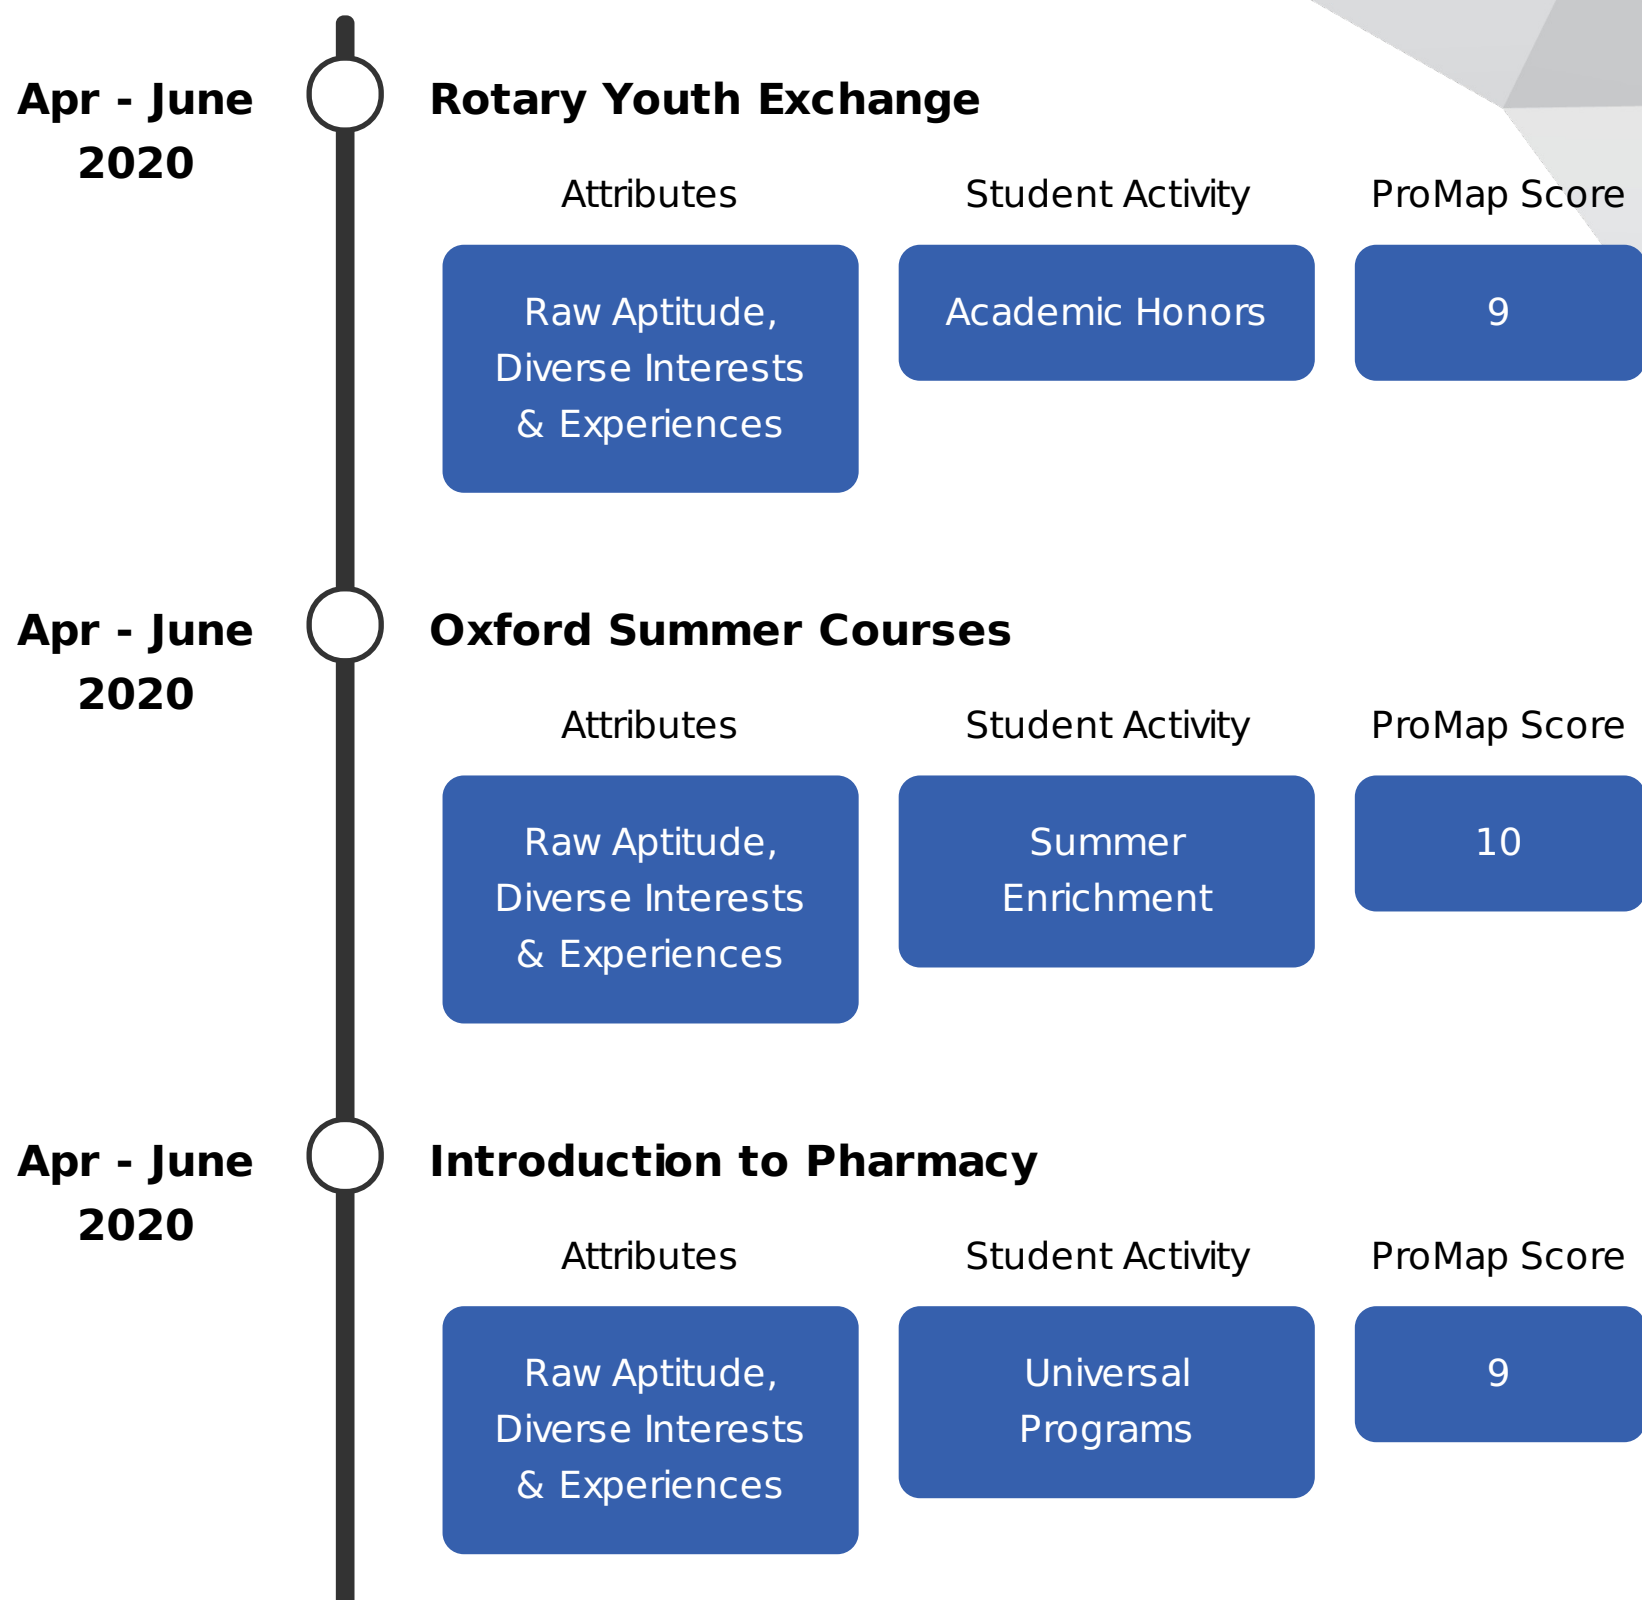 Apr - June
2020
Rotary Youth Exchange
Attributes
Student Activity
ProMap Score
Raw Aptitude,
Diverse Interests
& Experiences
Academic Honors
9
Apr - June
2020
Oxford Summer Courses
Attributes
Student Activity
ProMap Score
Raw Aptitude,
Diverse Interests
& Experiences
Summer
Enrichment
10
Apr - June
2020
Introduction to Pharmacy
Attributes
Student Activity
ProMap Score
Raw Aptitude,
Diverse Interests
& Experiences
Universal
Programs
9